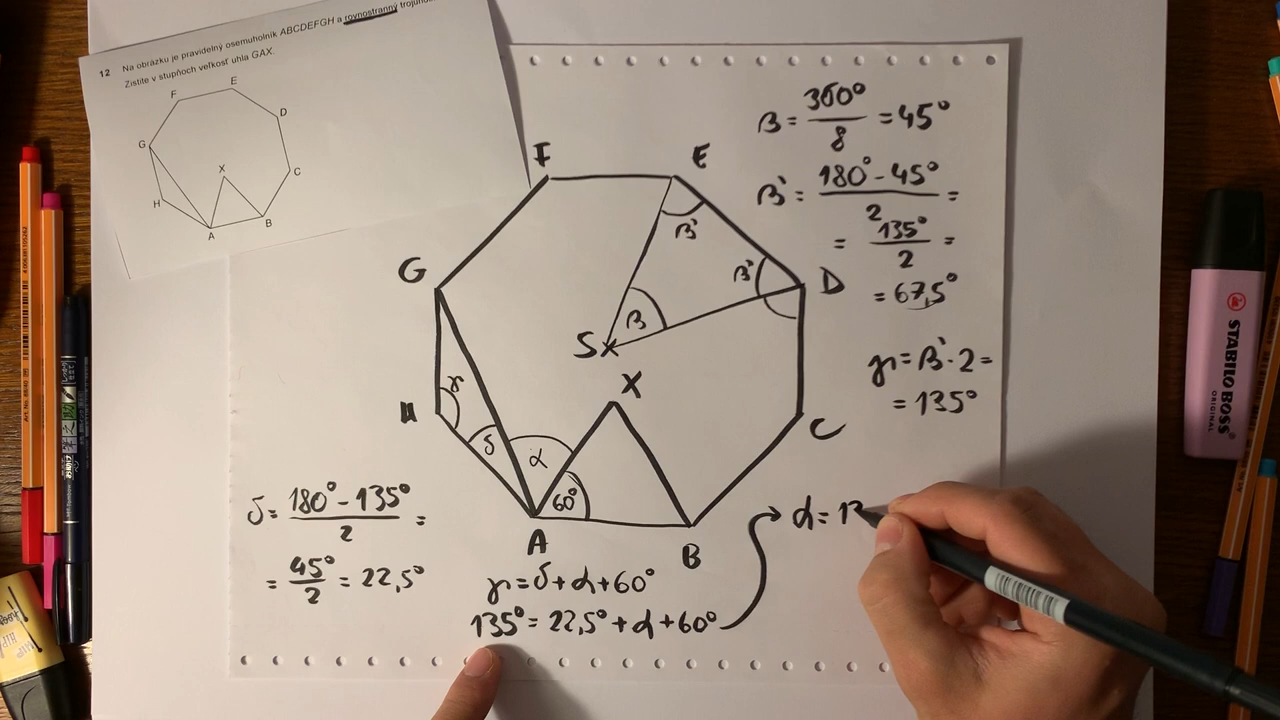 12 Na obrázku je pravidelný osemuholník ABCDEFGH a rovnostranný
Zistite v stupňoch veľkosť uhla GAX.
F
E
D
G
X
C
H
B
A
F
E
β'
G
β'
D
β
S
X
γ
H
δ
α
C
60°
A
B
β = 360° / 8 = 45°
β' = 180° - 45° / 2 =
= 135° / 2 =
= 67,5°
γ = β' · 2 =
= 135°
δ = 180° - 135° / 2 =
= 45° / 2 = 22,5°
γ = δ + α + 60°
135° = 22,5° + α + 60°
α = 13
STABILO BOSS
ORIGINAL